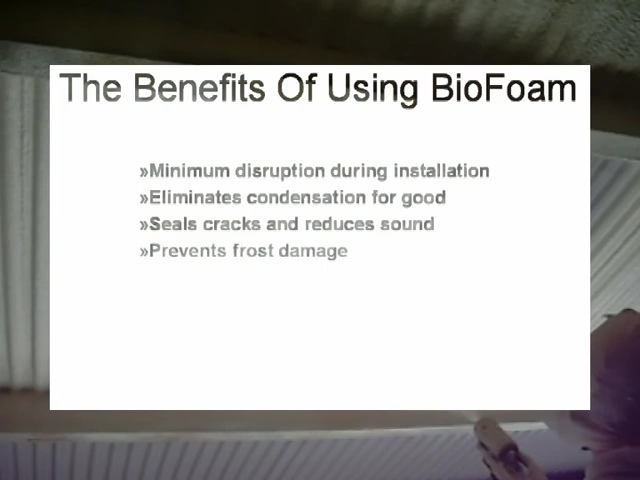 The Benefits Of Using BioFoam
»Minimum disruption during installation
»Eliminates condensation for good
»Seals cracks and reduces sound
»Prevents frost damage